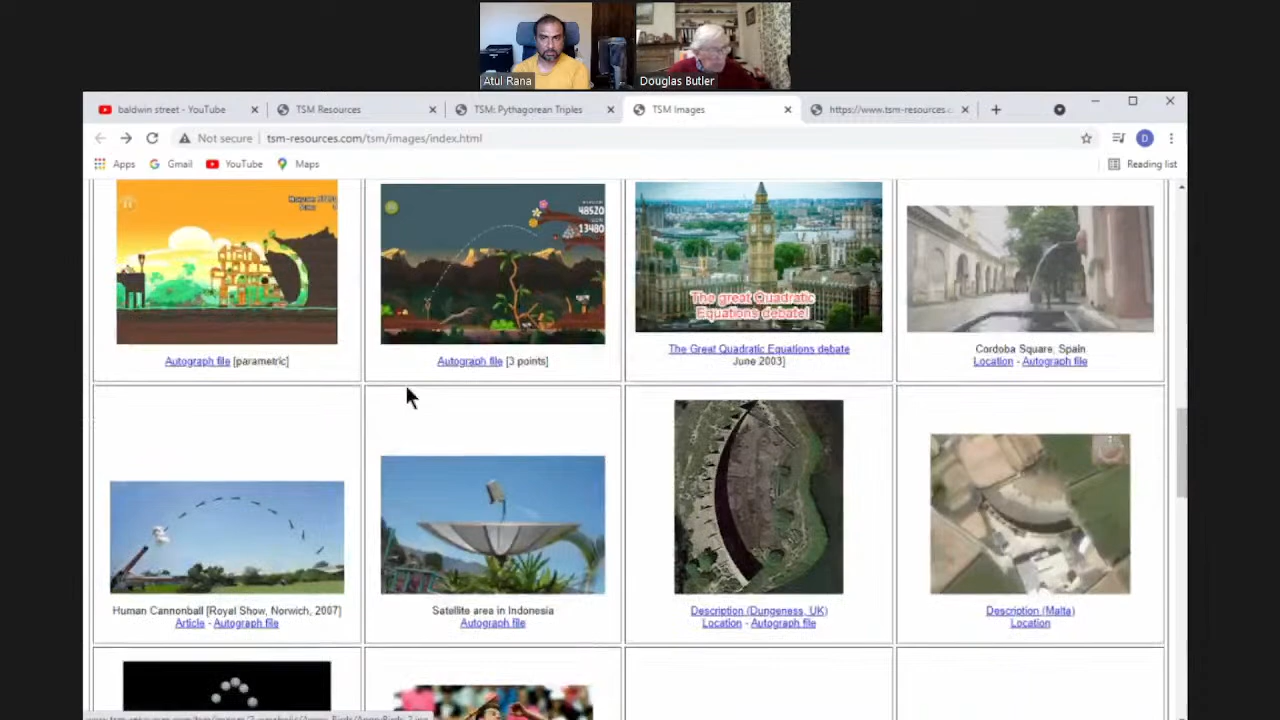 Atul Rana
Douglas Butler
baldwin street - YouTube
TSM Resources
TSM: Pythagorean Triples
TSM Images
https://www.tsm-resources.c
Not secure
tsm-resources.com/tsm/images/index.html
D
Apps
Gmail
YouTube
Maps
Reading list
48520
13480
The great Quadratic
Equations debate!
Autograph file [parametric]
Autograph file [3 points]
The Great Quadratic Equations debate
June 2003]
Cordoba Square, Spain
Location - Autograph file
Human Cannonball [Royal Show, Norwich, 2007]
Article - Autograph file
Satellite area in Indonesia
Autograph file
Description (Dungeness, UK)
Location - Autograph file
Description (Malta)
Location